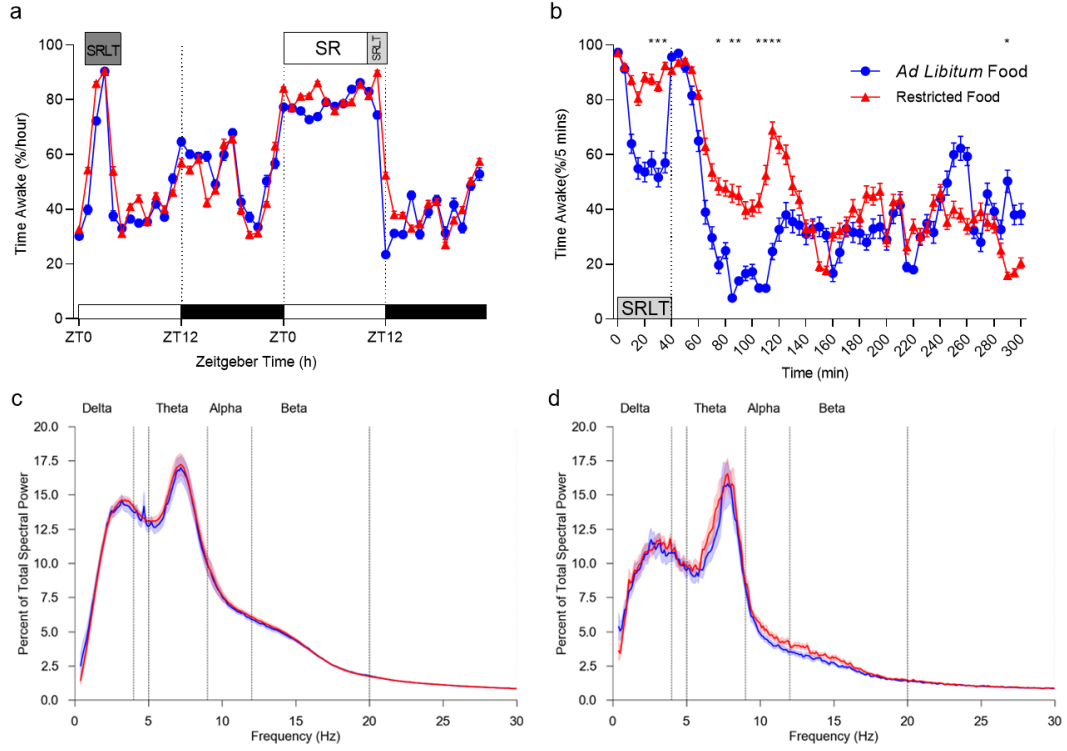 a
SRLT
SR
SRLT
Time Awake (%/hour)
100
80
60
40
20
0
ZT0
ZT12
ZT0
ZT12
Zeitgeber Time (h)
b
* * * * * * * * * * *
Ad Libitum Food
Restricted Food
Time Awake(%/5 mins)
100
80
60
40
20
0
SRLT
0
20
40
60
80
100
120
140
160
180
200
220
240
260
280
300
Time (min)
c
Delta
Theta
Alpha
Beta
Percent of Total Spectral Power
20.0
17.5
15.0
12.5
10.0
7.5
5.0
2.5
0.0
0
5
10
20
30
Frequency (Hz)
d
Delta
Theta
Alpha
Beta
Percent of Total Spectral Power
20.0
17.5
15.0
12.5
10.0
7.5
5.0
2.5
0.0
0
5
10
20
30
Frequency (Hz)